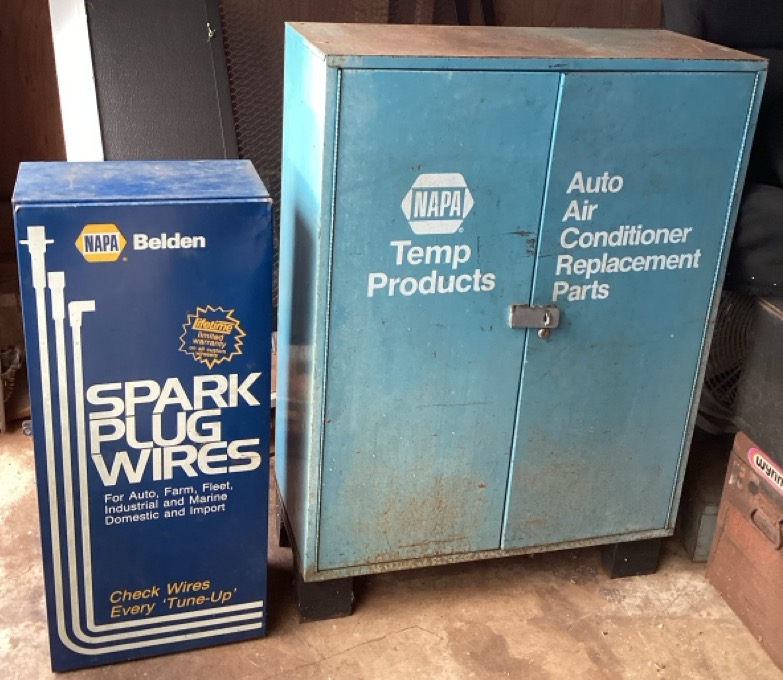 NAPA Belden
Lifetime
limited
warranty
SPARK
PLUG
WIRES
For Auto, Farm, Fleet,
Industrial and Marine
Domestic and Import
Check Wires
Every 'Tune-Up'
NAPA
Temp
Products
Auto
Air
Conditioner
Replacement
Parts